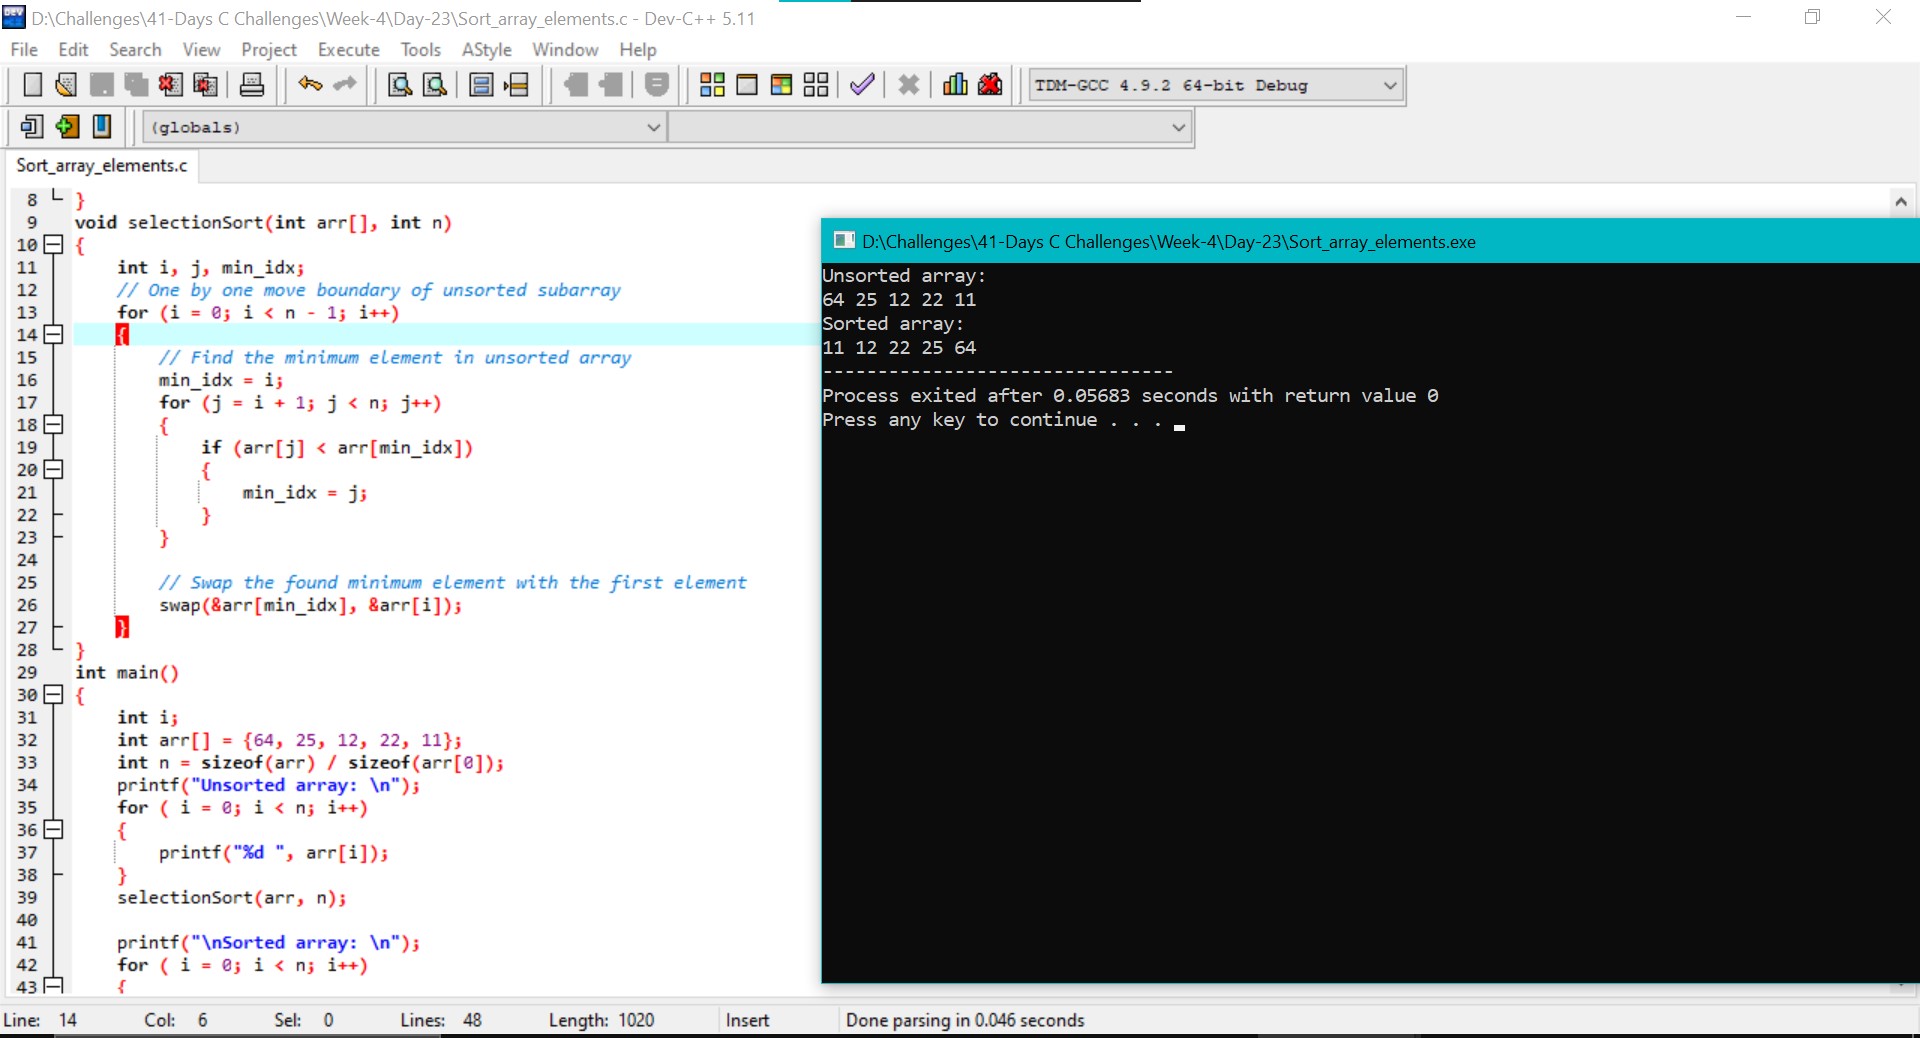 D:\Challenges\41-Days C Challenges\Week-4\Day-23\Sort_array_elements.c - Dev-C++ 5.11
File Edit Search View Project Execute Tools AStyle Window Help
TDM-GCC 4.9.2 64-bit Debug
(globals)
Sort_array_elements.c
8 }
9 void selectionSort(int arr[], int n)
10 {
11     int i, j, min_idx;
12     // One by one move boundary of unsorted subarray
13     for (i = 0; i < n - 1; i++)
14     {
15         // Find the minimum element in unsorted array
16         min_idx = i;
17         for (j = i + 1; j < n; j++)
18         {
19             if (arr[j] < arr[min_idx])
20             {
21                 min_idx = j;
22             }
23         }
24
25         // Swap the found minimum element with the first element
26         swap(&arr[min_idx], &arr[i]);
27     }
28 }
29 int main()
30 {
31     int i;
32     int arr[] = {64, 25, 12, 22, 11};
33     int n = sizeof(arr) / sizeof(arr[0]);
34     printf("Unsorted array: \n");
35     for ( i = 0; i < n; i++)
36     {
37         printf("%d ", arr[i]);
38     }
39     selectionSort(arr, n);
40
41     printf("\nSorted array: \n");
42     for ( i = 0; i < n; i++)
43     {
D:\Challenges\41-Days C Challenges\Week-4\Day-23\Sort_array_elements.exe
Unsorted array:
64 25 12 22 11
Sorted array:
11 12 22 25 64
--------------------------------
Process exited after 0.05683 seconds with return value 0
Press any key to continue . . .
Line: 14 Col: 6 Sel: 0 Lines: 48 Length: 1020 Insert Done parsing in 0.046 seconds